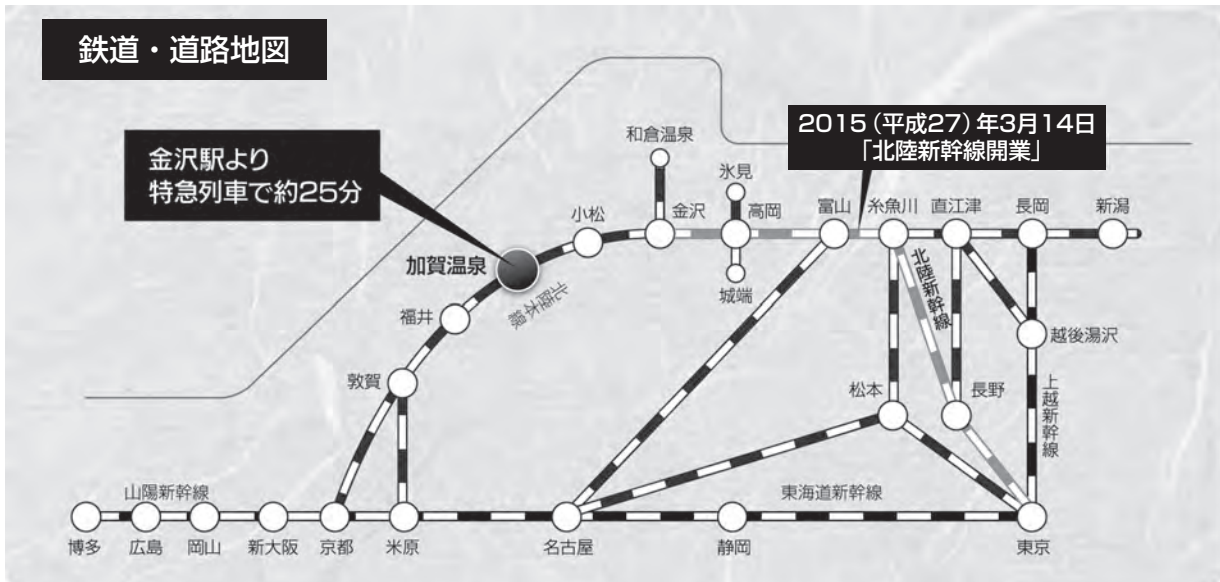 鉄道・道路地図
2015（平成27）年3月14日
「北陸新幹線開業」
金沢駅より
特急列車で約25分
和倉温泉
氷見
小松
金沢
高岡
富山
糸魚川
直江津
長岡
新潟
加賀温泉
北陸本線
城端
北陸新幹線
福井
越後湯沢
敦賀
松本
長野
上越新幹線
山陽新幹線
東海道新幹線
博多
広島
岡山
新大阪
京都
米原
名古屋
静岡
東京